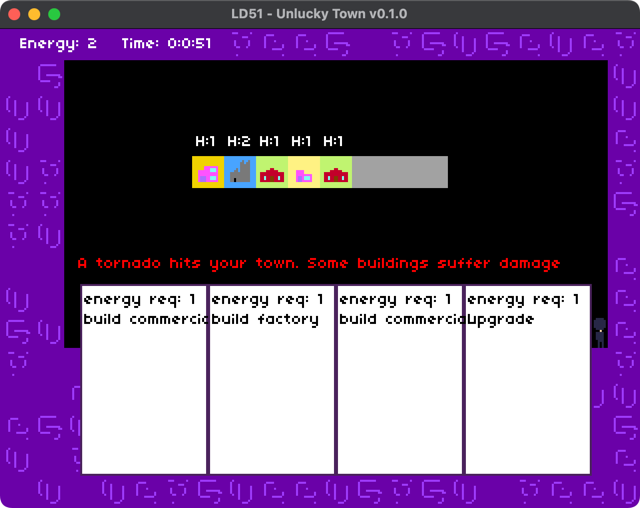 LD51 - Unlucky Town v0.1.0
Energy: 2 Time: 0:0:51
H:1 H:2 H:1 H:1 H:1
A tornado hits your town. Some buildings suffer damage
energy req: 1
build commercia
energy req: 1
build factory
energy req: 1
build commercia
energy req: 1
Upgrade